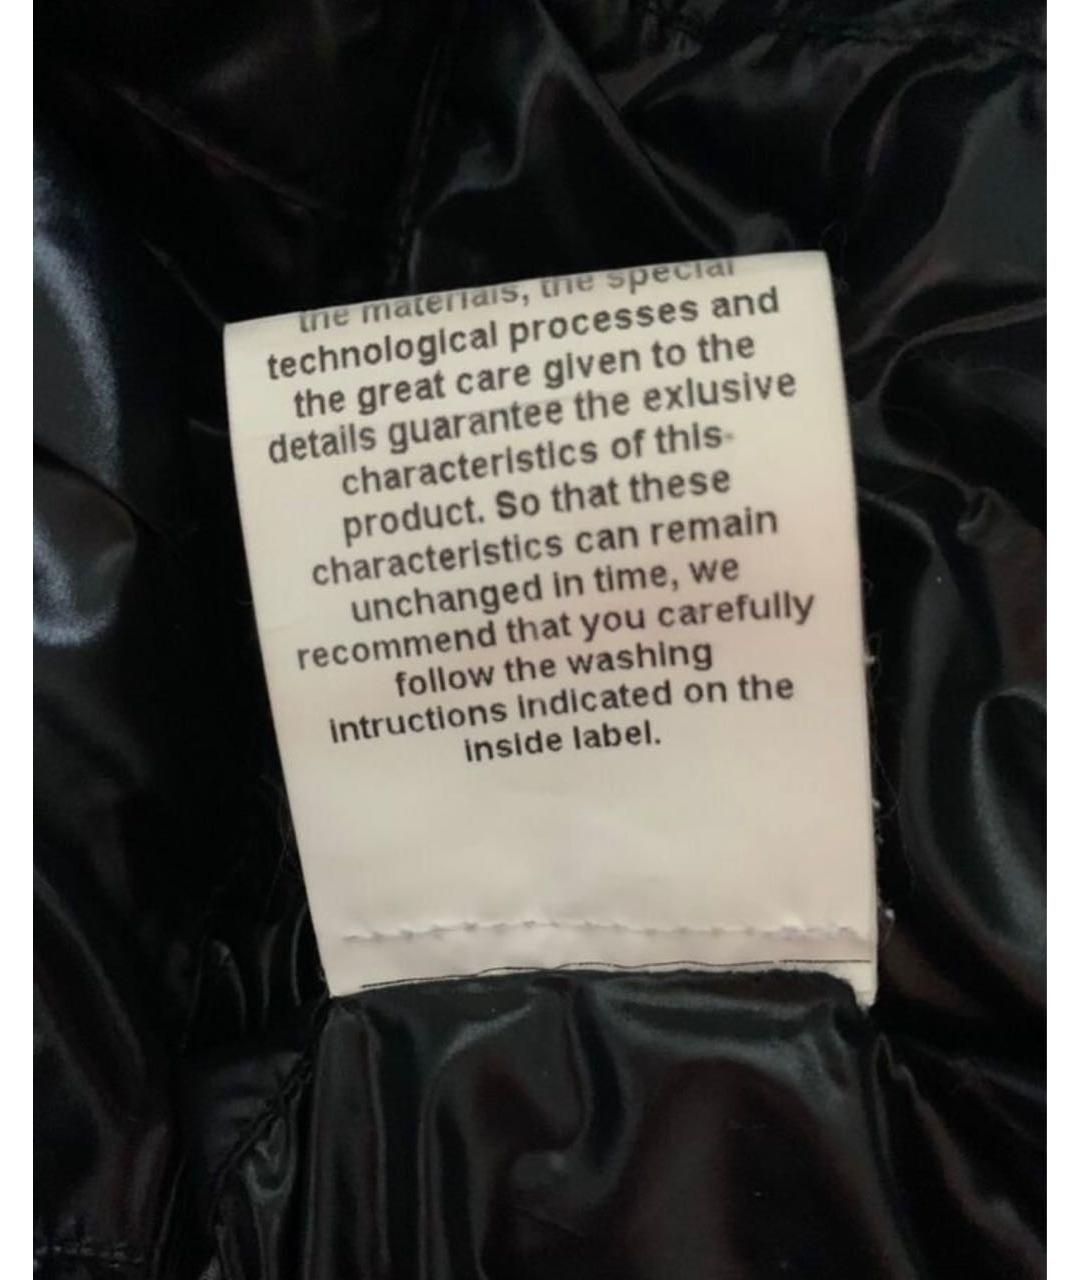 the materials, the special
technological processes and
the great care given to the
details guarantee the exlusive
characteristics of this
product. So that these
characteristics can remain
unchanged in time, we
recommend that you carefully
follow the washing
intructions indicated on the
inside label.